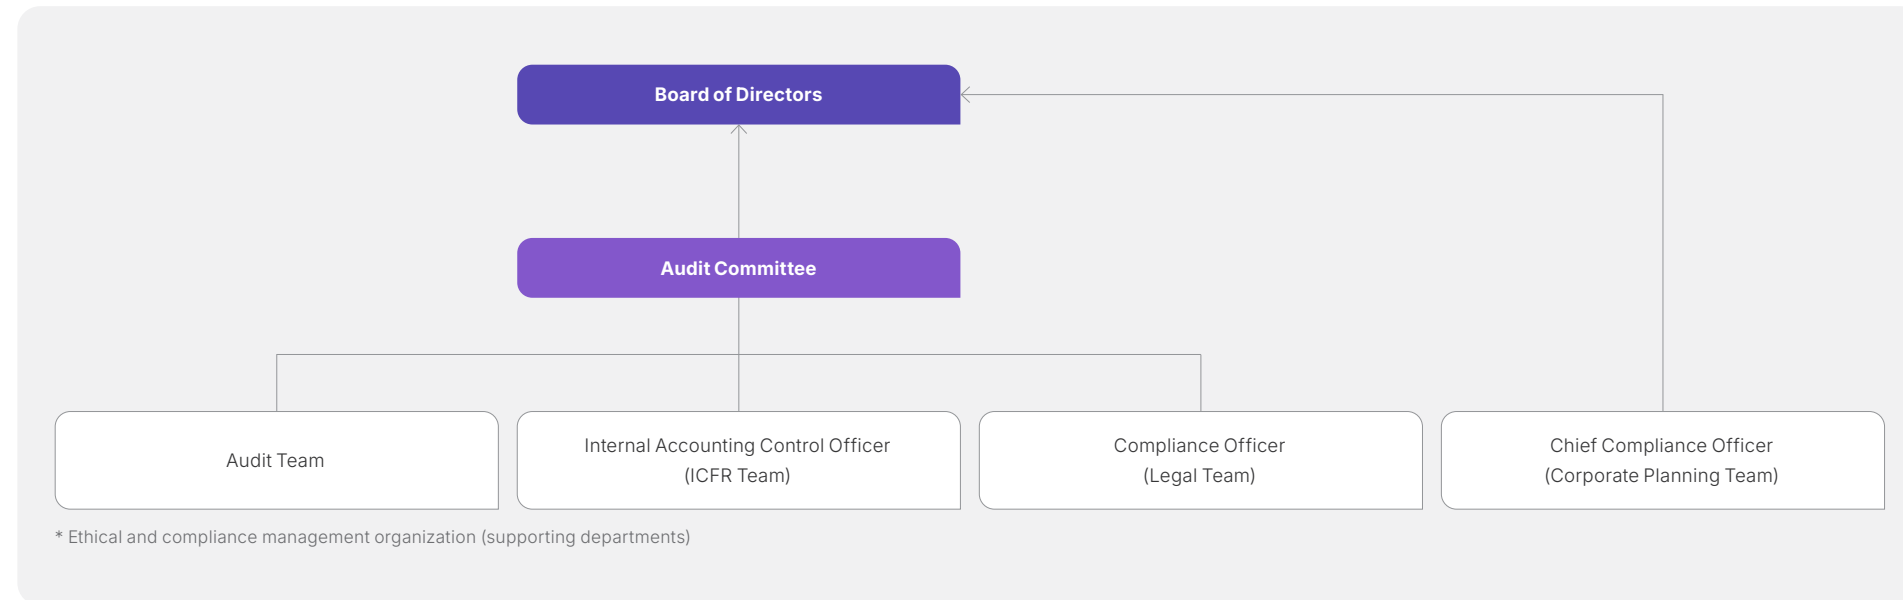 Board of Directors
Audit Committee
Audit Team
Internal Accounting Control Officer
(ICFR Team)
Compliance Officer
(Legal Team)
Chief Compliance Officer
(Corporate Planning Team)
* Ethical and compliance management organization (supporting departments)